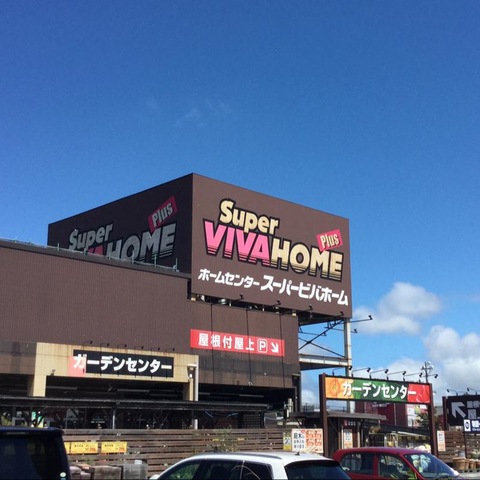 Super
VIVA HOME
Plus
Super
VIVAHOME
Plus
ホームセンタースーパービバホーム
屋根付屋上P
ガーデンセンター
ガーデンセンター